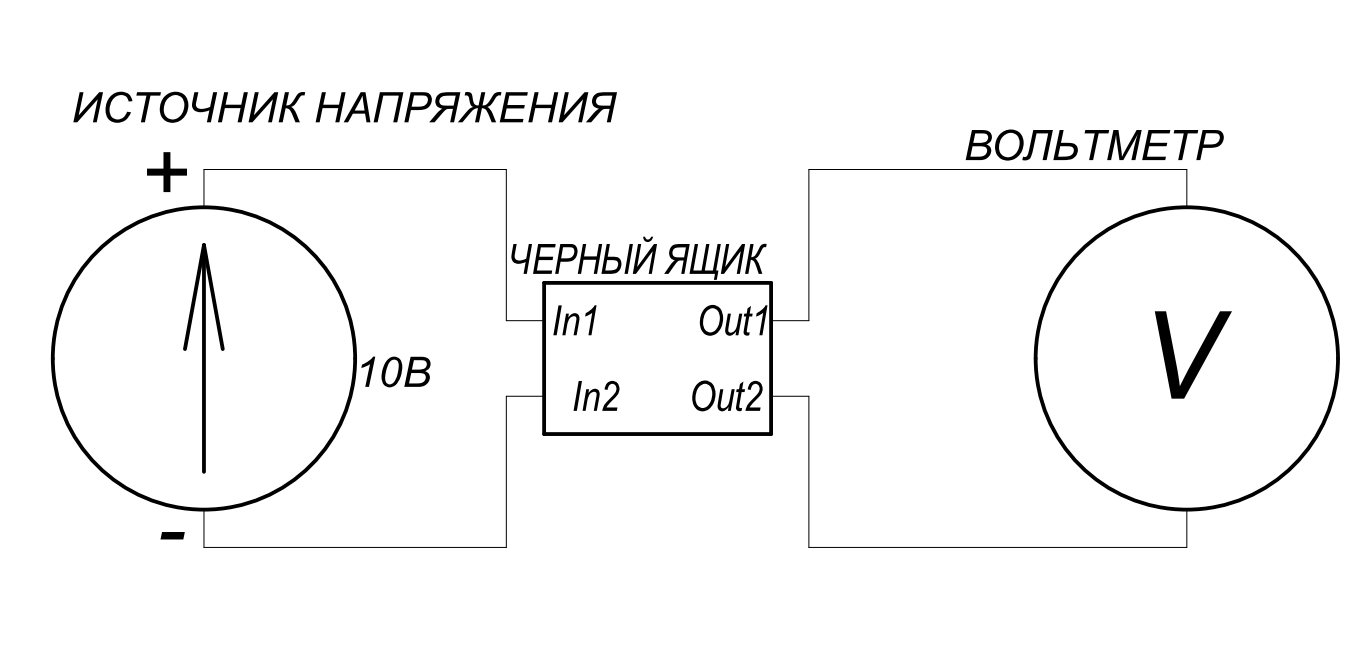 ИСТОЧНИК НАПРЯЖЕНИЯ
+
ВОЛЬТМЕТР
ЧЕРНЫЙ ЯЩИК
In1 Out1
V
10В
In2 Out2
-